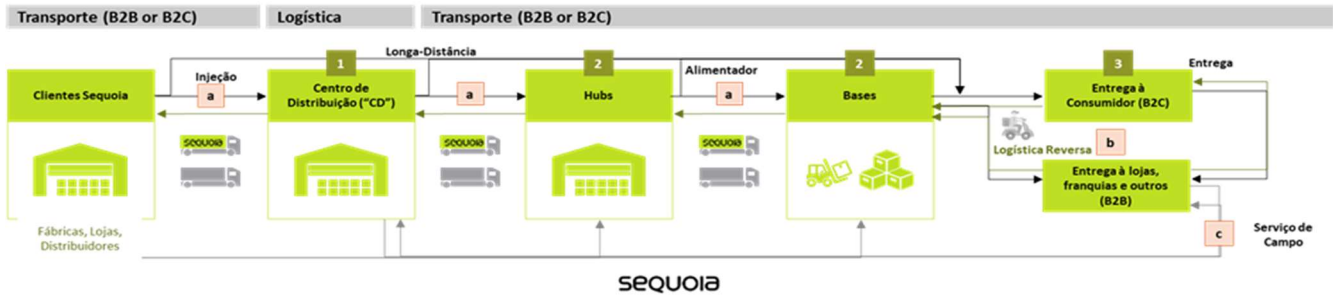 Transporte (B2B or B2C)
Logística
Transporte (B2B or B2C)
Longa-Distância
1
2
2
3
Injeção
Alimentador
Entrega
Clientes Sequoia
a
Centro de
Distribuição ("CD")
a
Hubs
a
Bases
Entrega à
Consumidor (B2C)
SEQUOIA
SEQUOIA
SEQUOIA
Logística Reversa
b
Entrega à lojas,
franquias e outros
(B2B)
Fábricas, Lojas,
Distribuidores
c
Serviço de
Campo
SEQUOIA